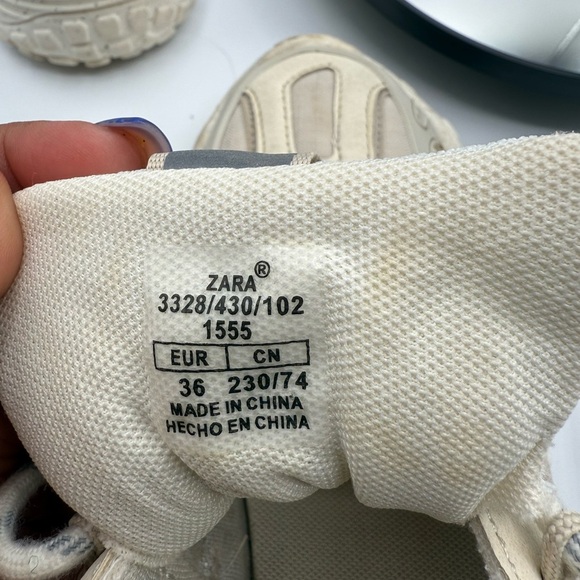 ZARA®
3328/430/102
1555
EUR CN
36 230/74
MADE IN CHINA
HECHO EN CHINA